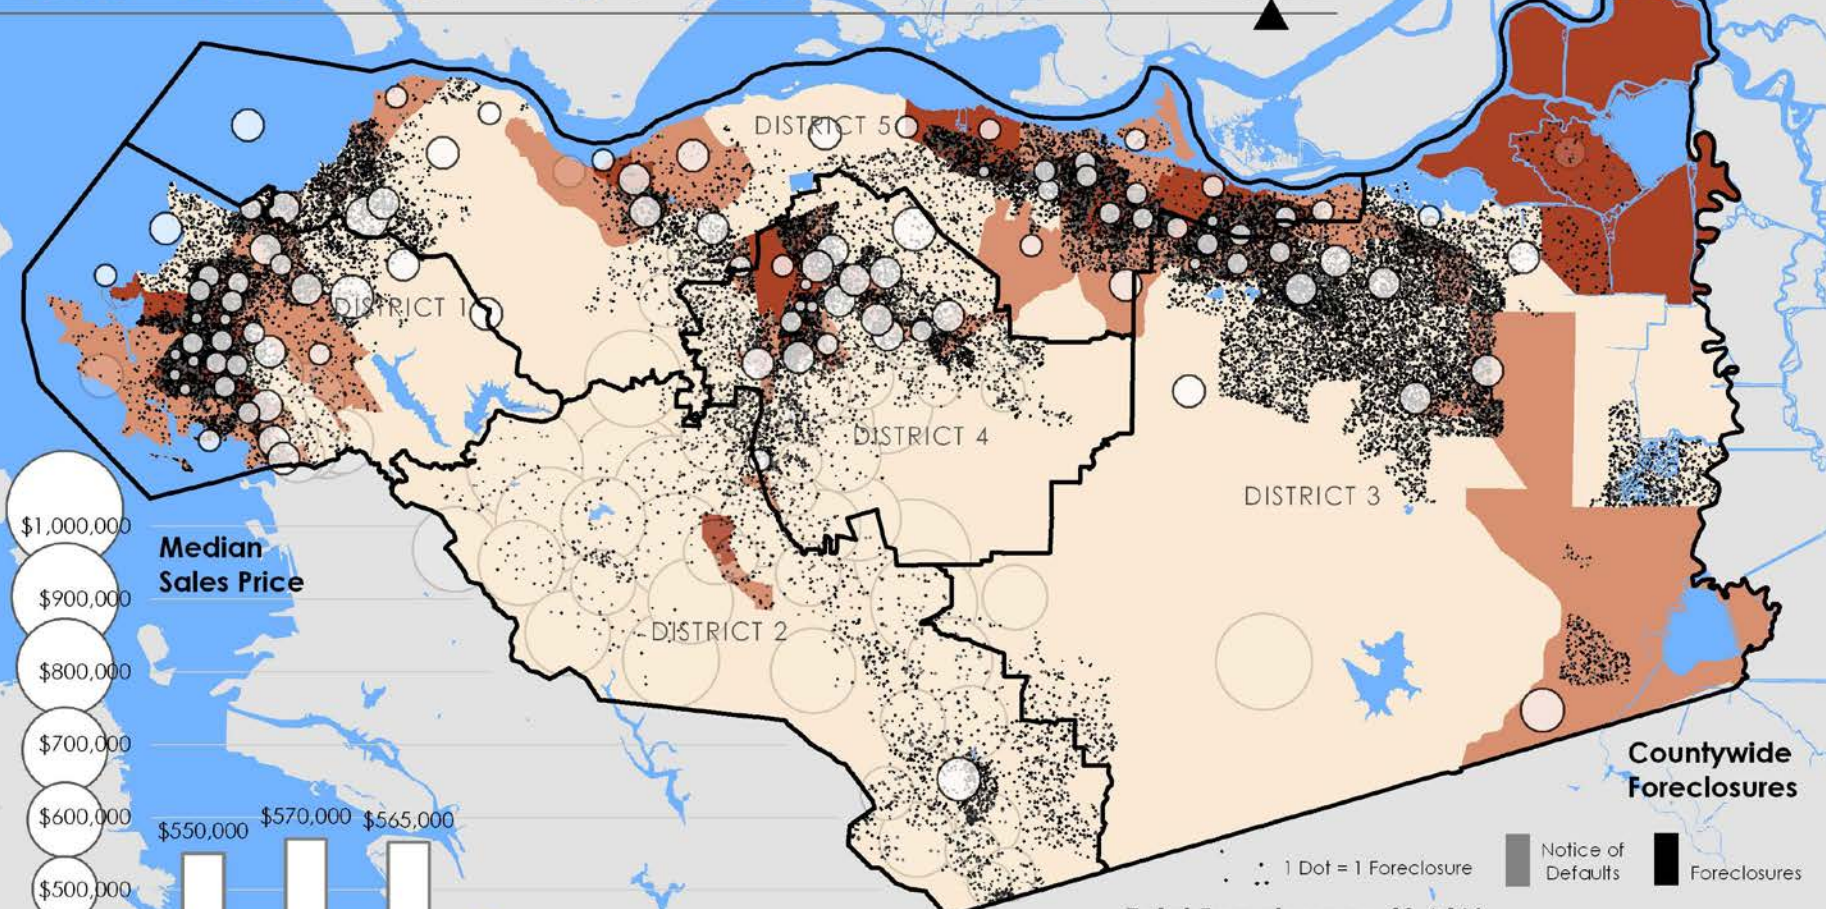 DISTRICT 5
DISTRICT 1
DISTRICT 4
DISTRICT 3
DISTRICT 2
Median
Sales Price
$1,000,000
$900,000
$800,000
$700,000
$600,000
$500,000
$550,000
$570,000
$565,000
Countywide
Foreclosures
1 Dot = 1 Foreclosure
Notice of
Defaults
Foreclosures